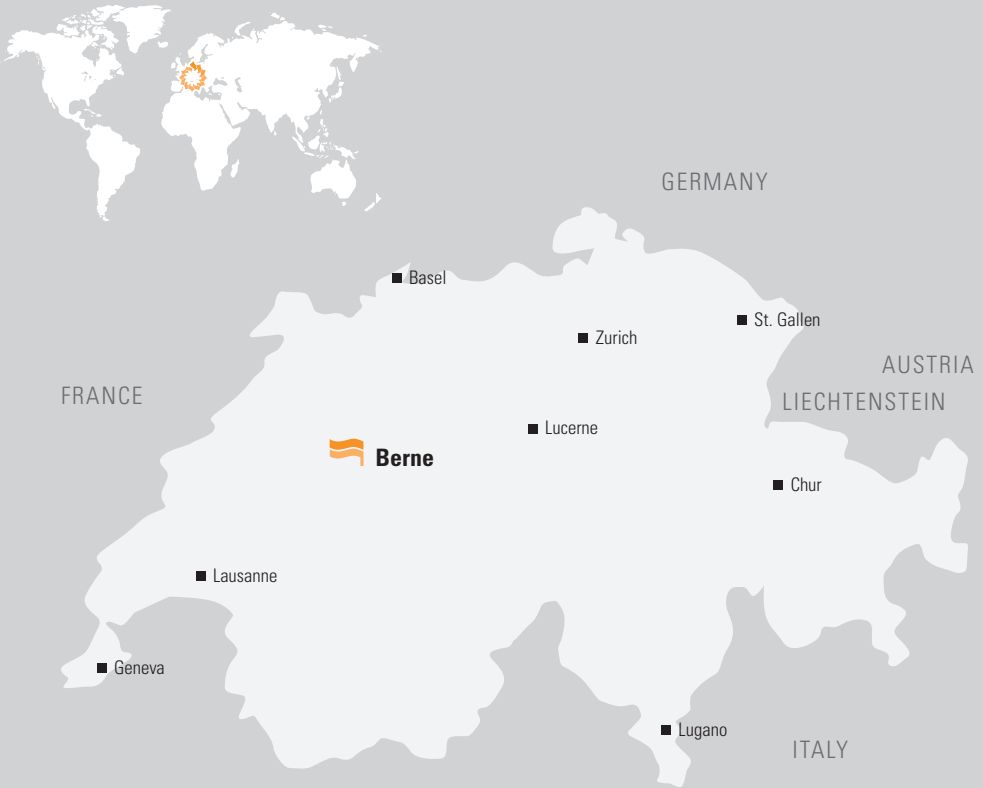 GERMANY
Basel
St. Gallen
Zurich
AUSTRIA
FRANCE
LIECHTENSTEIN
Lucerne
Berne
Chur
Lausanne
Geneva
Lugano
ITALY